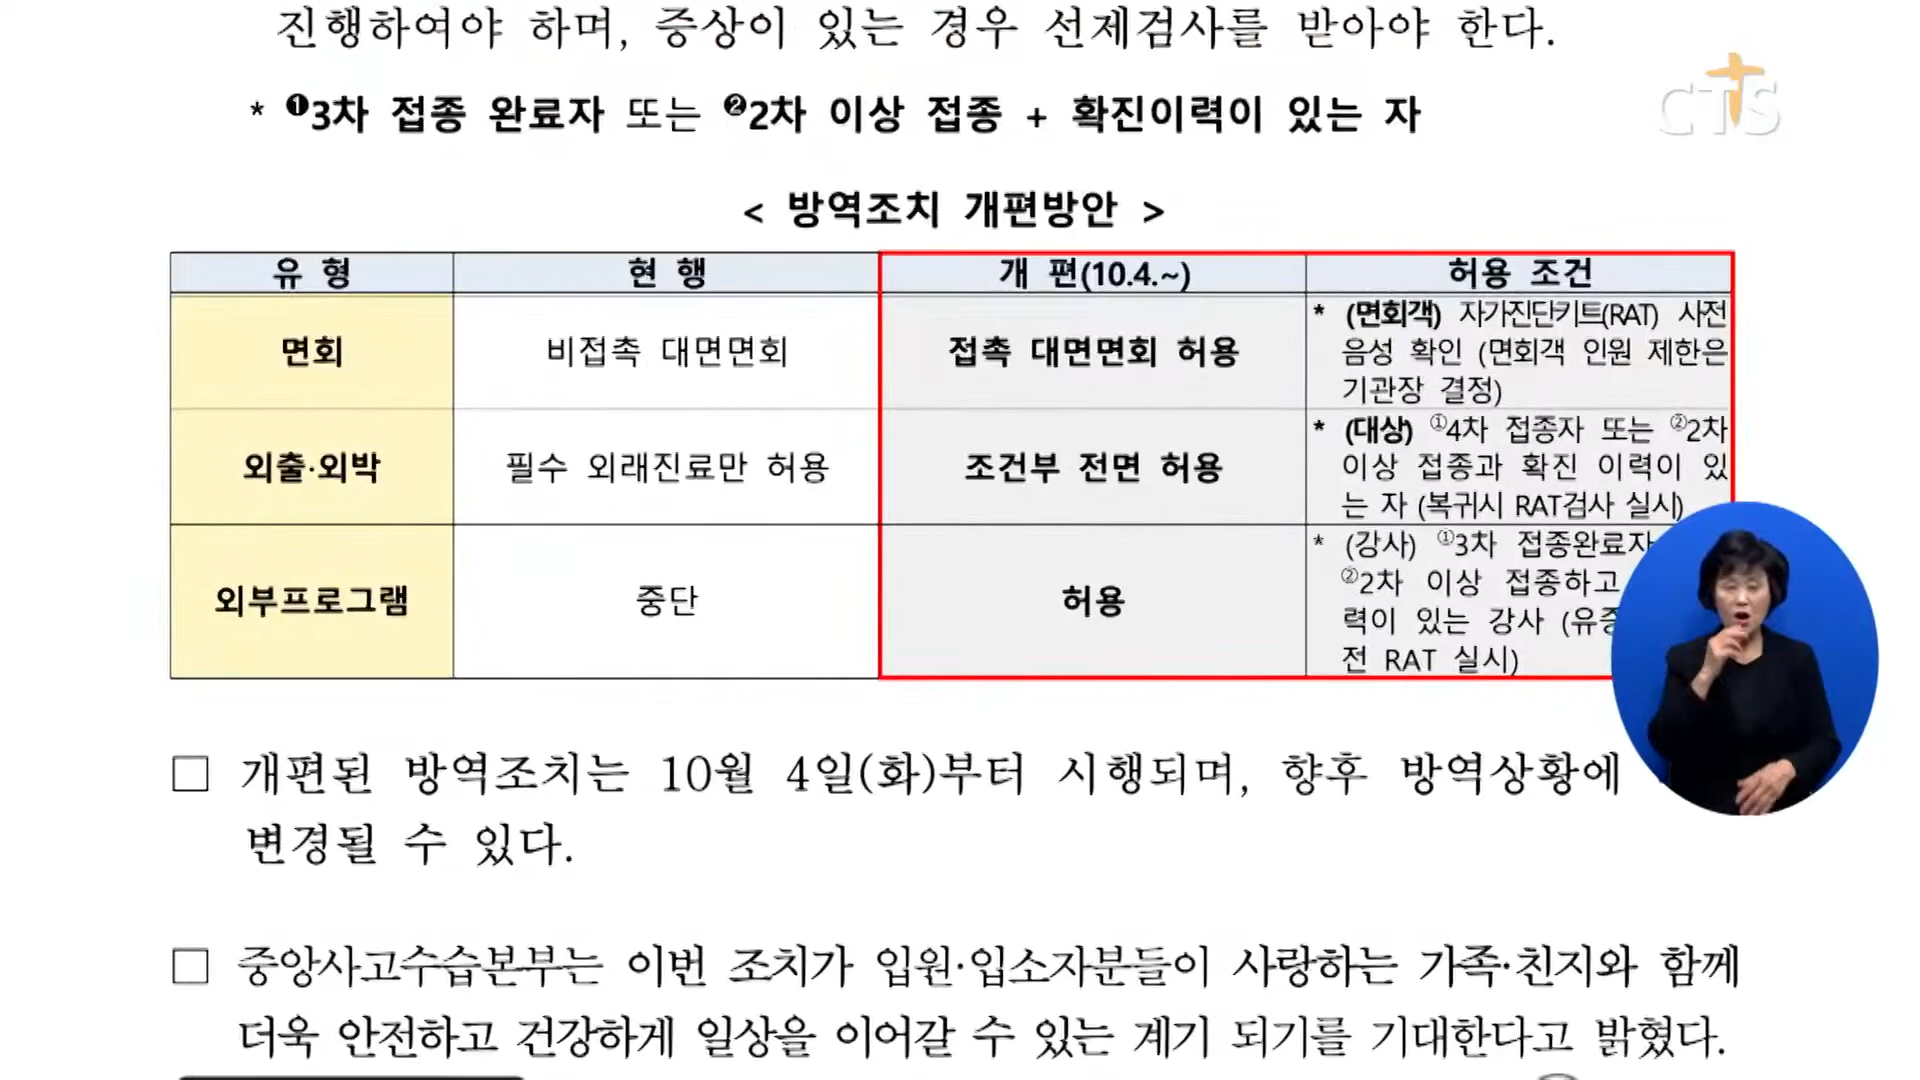 진행하여야 하며, 증상이 있는 경우 선제검사를 받아야 한다.
CTS
* ❶3차 접종 완료자 또는 ❷2차 이상 접종 + 확진이력이 있는 자
< 방역조치 개편방안 >
유 형 현 행 개 편(10.4.~) 허용 조건
면회 비접촉 대면면회 접촉 대면면회 허용
* (면회객) 자가진단키트(RAT) 사전
음성 확인 (면회객 인원 제한은
기관장 결정)
외출·외박 필수 외래진료만 허용 조건부 전면 허용
* (대상) ①4차 접종자 또는 ②2차
이상 접종과 확진 이력이 있
는 자 (복귀시 RAT검사 실시)
외부프로그램 중단 허용
* (강사) ①3차 접종완료자
②2차 이상 접종하고
력이 있는 강사 (유증
전 RAT 실시)
□ 개편된 방역조치는 10월 4일(화)부터 시행되며, 향후 방역상황에
변경될 수 있다.
□ 중앙사고수습본부는 이번 조치가 입원·입소자분들이 사랑하는 가족·친지와 함께
더욱 안전하고 건강하게 일상을 이어갈 수 있는 계기 되기를 기대한다고 밝혔다.